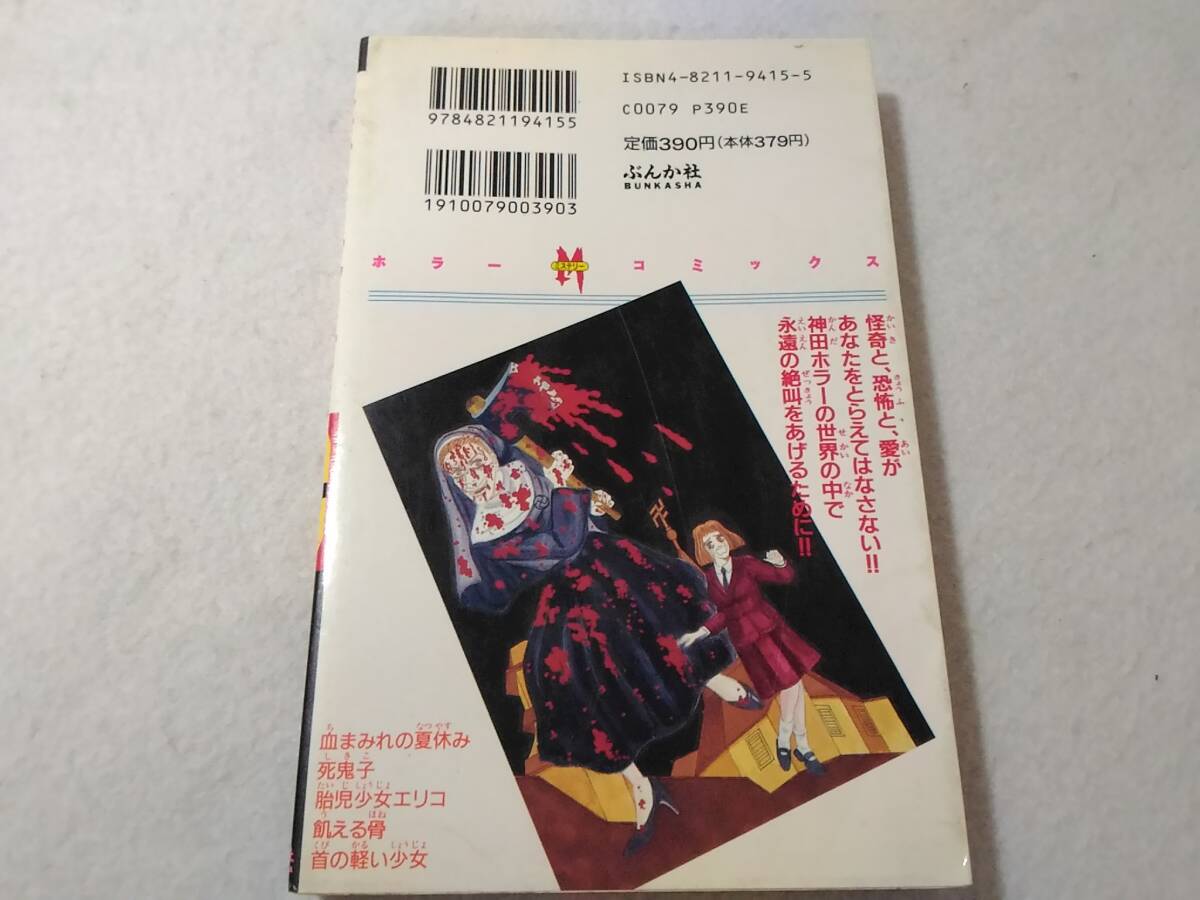 ISBN4-8211-9415-5
9784821194155
C0079 P390E
定価390円(本体379円)
ぶんか社
BUNKASHA
1910079003903
ホラーMコミックス
ミステリー
怪奇と、恐怖と、愛が
あなたをとらえてはなさない!!
神田ホラーの世界の中で
永遠の絶叫をあげるために!!
血まみれの夏休み
死鬼子
胎児少女エリコ
飢える骨
首の軽い少女